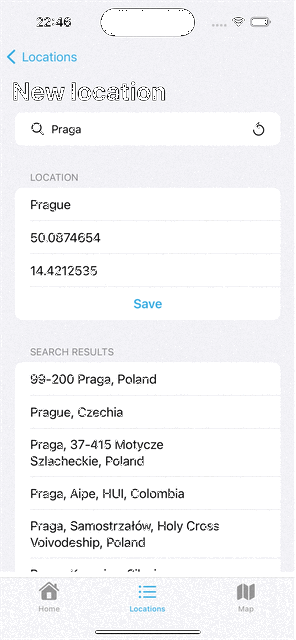 22:46
Locations
New location
Praga
LOCATION
Prague
50.0874654
14.4212535
Save
SEARCH RESULTS
99-200 Praga, Poland
Prague, Czechia
Praga, 37-415 Motycze
Szlacheckie, Poland
Praga, Aipe, HUI, Colombia
Praga, Samostrzałów, Holy Cross
Voivodeship, Poland
Home
Locations
Map